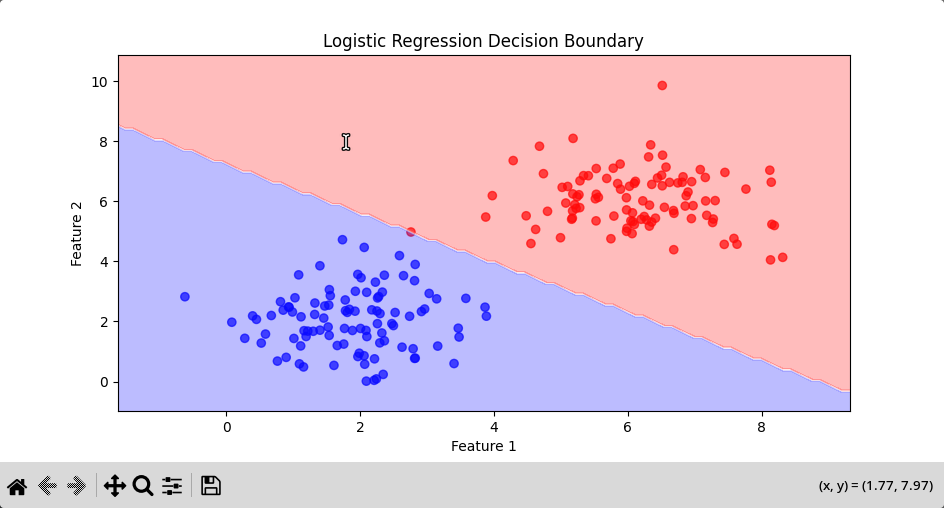 Logistic Regression Decision Boundary
10
8
6
4
2
0
Feature 2
0 2 4 6 8
Feature 1
(x, y) = (1.77, 7.97)